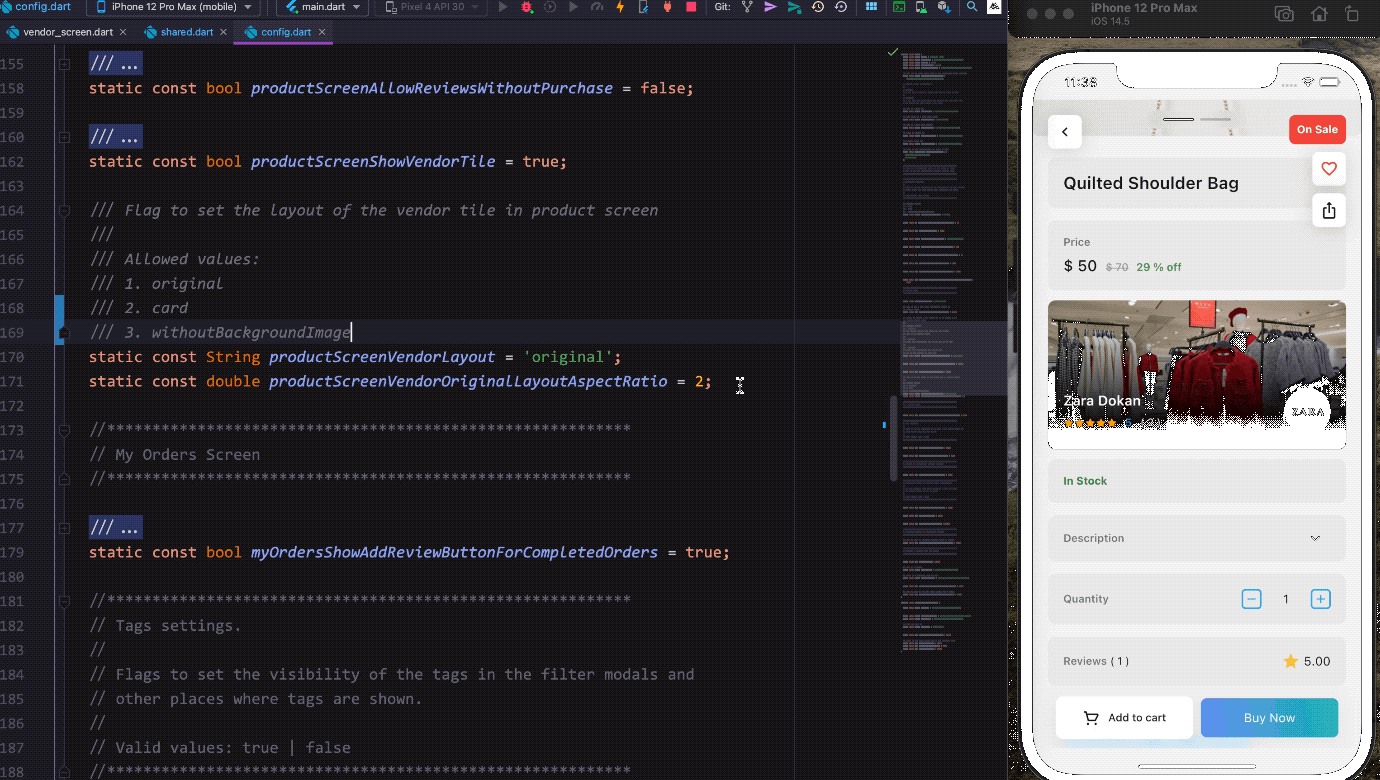 config.dart
iPhone 12 Pro Max (mobile)
main.dart
Pixel 4 API 30
Git:
vendor_screen.dart
shared.dart
config.dart
155 /// ...
158 static const bool productScreenAllowReviewsWithoutPurchase = false;
159
160 /// ...
162 static const bool productScreenShowVendorTile = true;
163
164 /// Flag to set the layout of the vendor tile in product screen
165 ///
166 /// Allowed values:
167 /// 1. original
168 /// 2. card
169 /// 3. withoutBackgroundImage
170 static const String productScreenVendorLayout = 'original';
171 static const double productScreenVendorOriginalLayoutAspectRatio = 2;
172
173 //**********************************************************
174 // My Orders Screen
175 //**********************************************************
176
177 /// ...
179 static const bool myOrdersShowAddReviewButtonForCompletedOrders = true;
180
181 //**********************************************************
182 // Tags settings.
183 //
184 // Flags to set the visibility of the tags in the filter modals and
185 // other places where tags are shown.
186 //
187 // Valid values: true | false
188 //**********************************************************
iPhone 12 Pro Max
iOS 14.5
11:38
On Sale
Quilted Shoulder Bag
Price
$ 50 $ 70 29 % off
Zara Dokan
ZARA
In Stock
Description
Quantity
1
Reviews ( 1 )
5.00
Add to cart
Buy Now